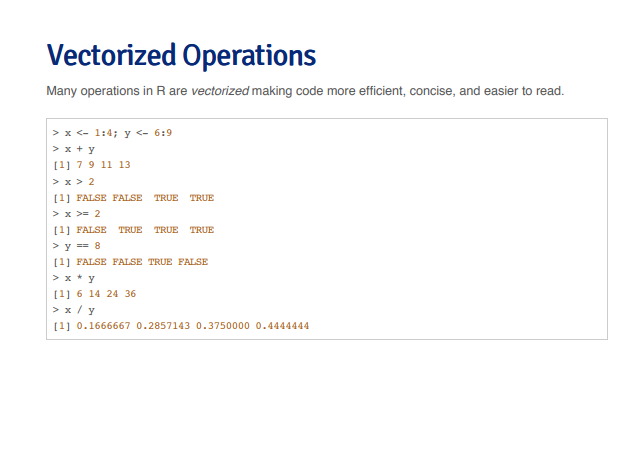 Vectorized Operations
Many operations in R are vectorized making code more efficient, concise, and easier to read.
> x <- 1:4; y <- 6:9
> x + y
[1] 7 9 11 13
> x > 2
[1] FALSE FALSE  TRUE  TRUE
> x >= 2
[1] FALSE  TRUE  TRUE  TRUE
> y == 8
[1] FALSE FALSE TRUE FALSE
> x * y
[1] 6 14 24 36
> x / y
[1] 0.1666667 0.2857143 0.3750000 0.4444444